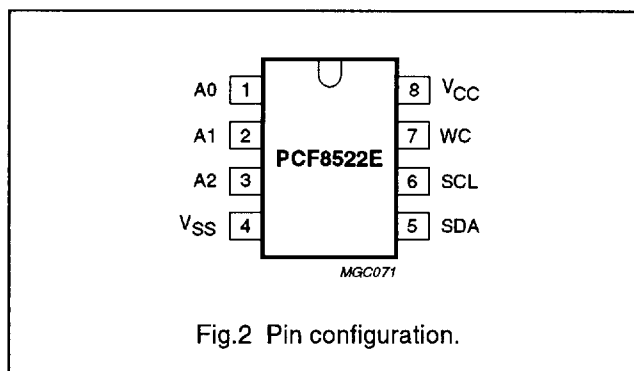 A0 1 8 VCC
A1 2 7 WC
PCF8522E
A2 3 6 SCL
VSS 4 5 SDA
MGC071
Fig.2 Pin configuration.